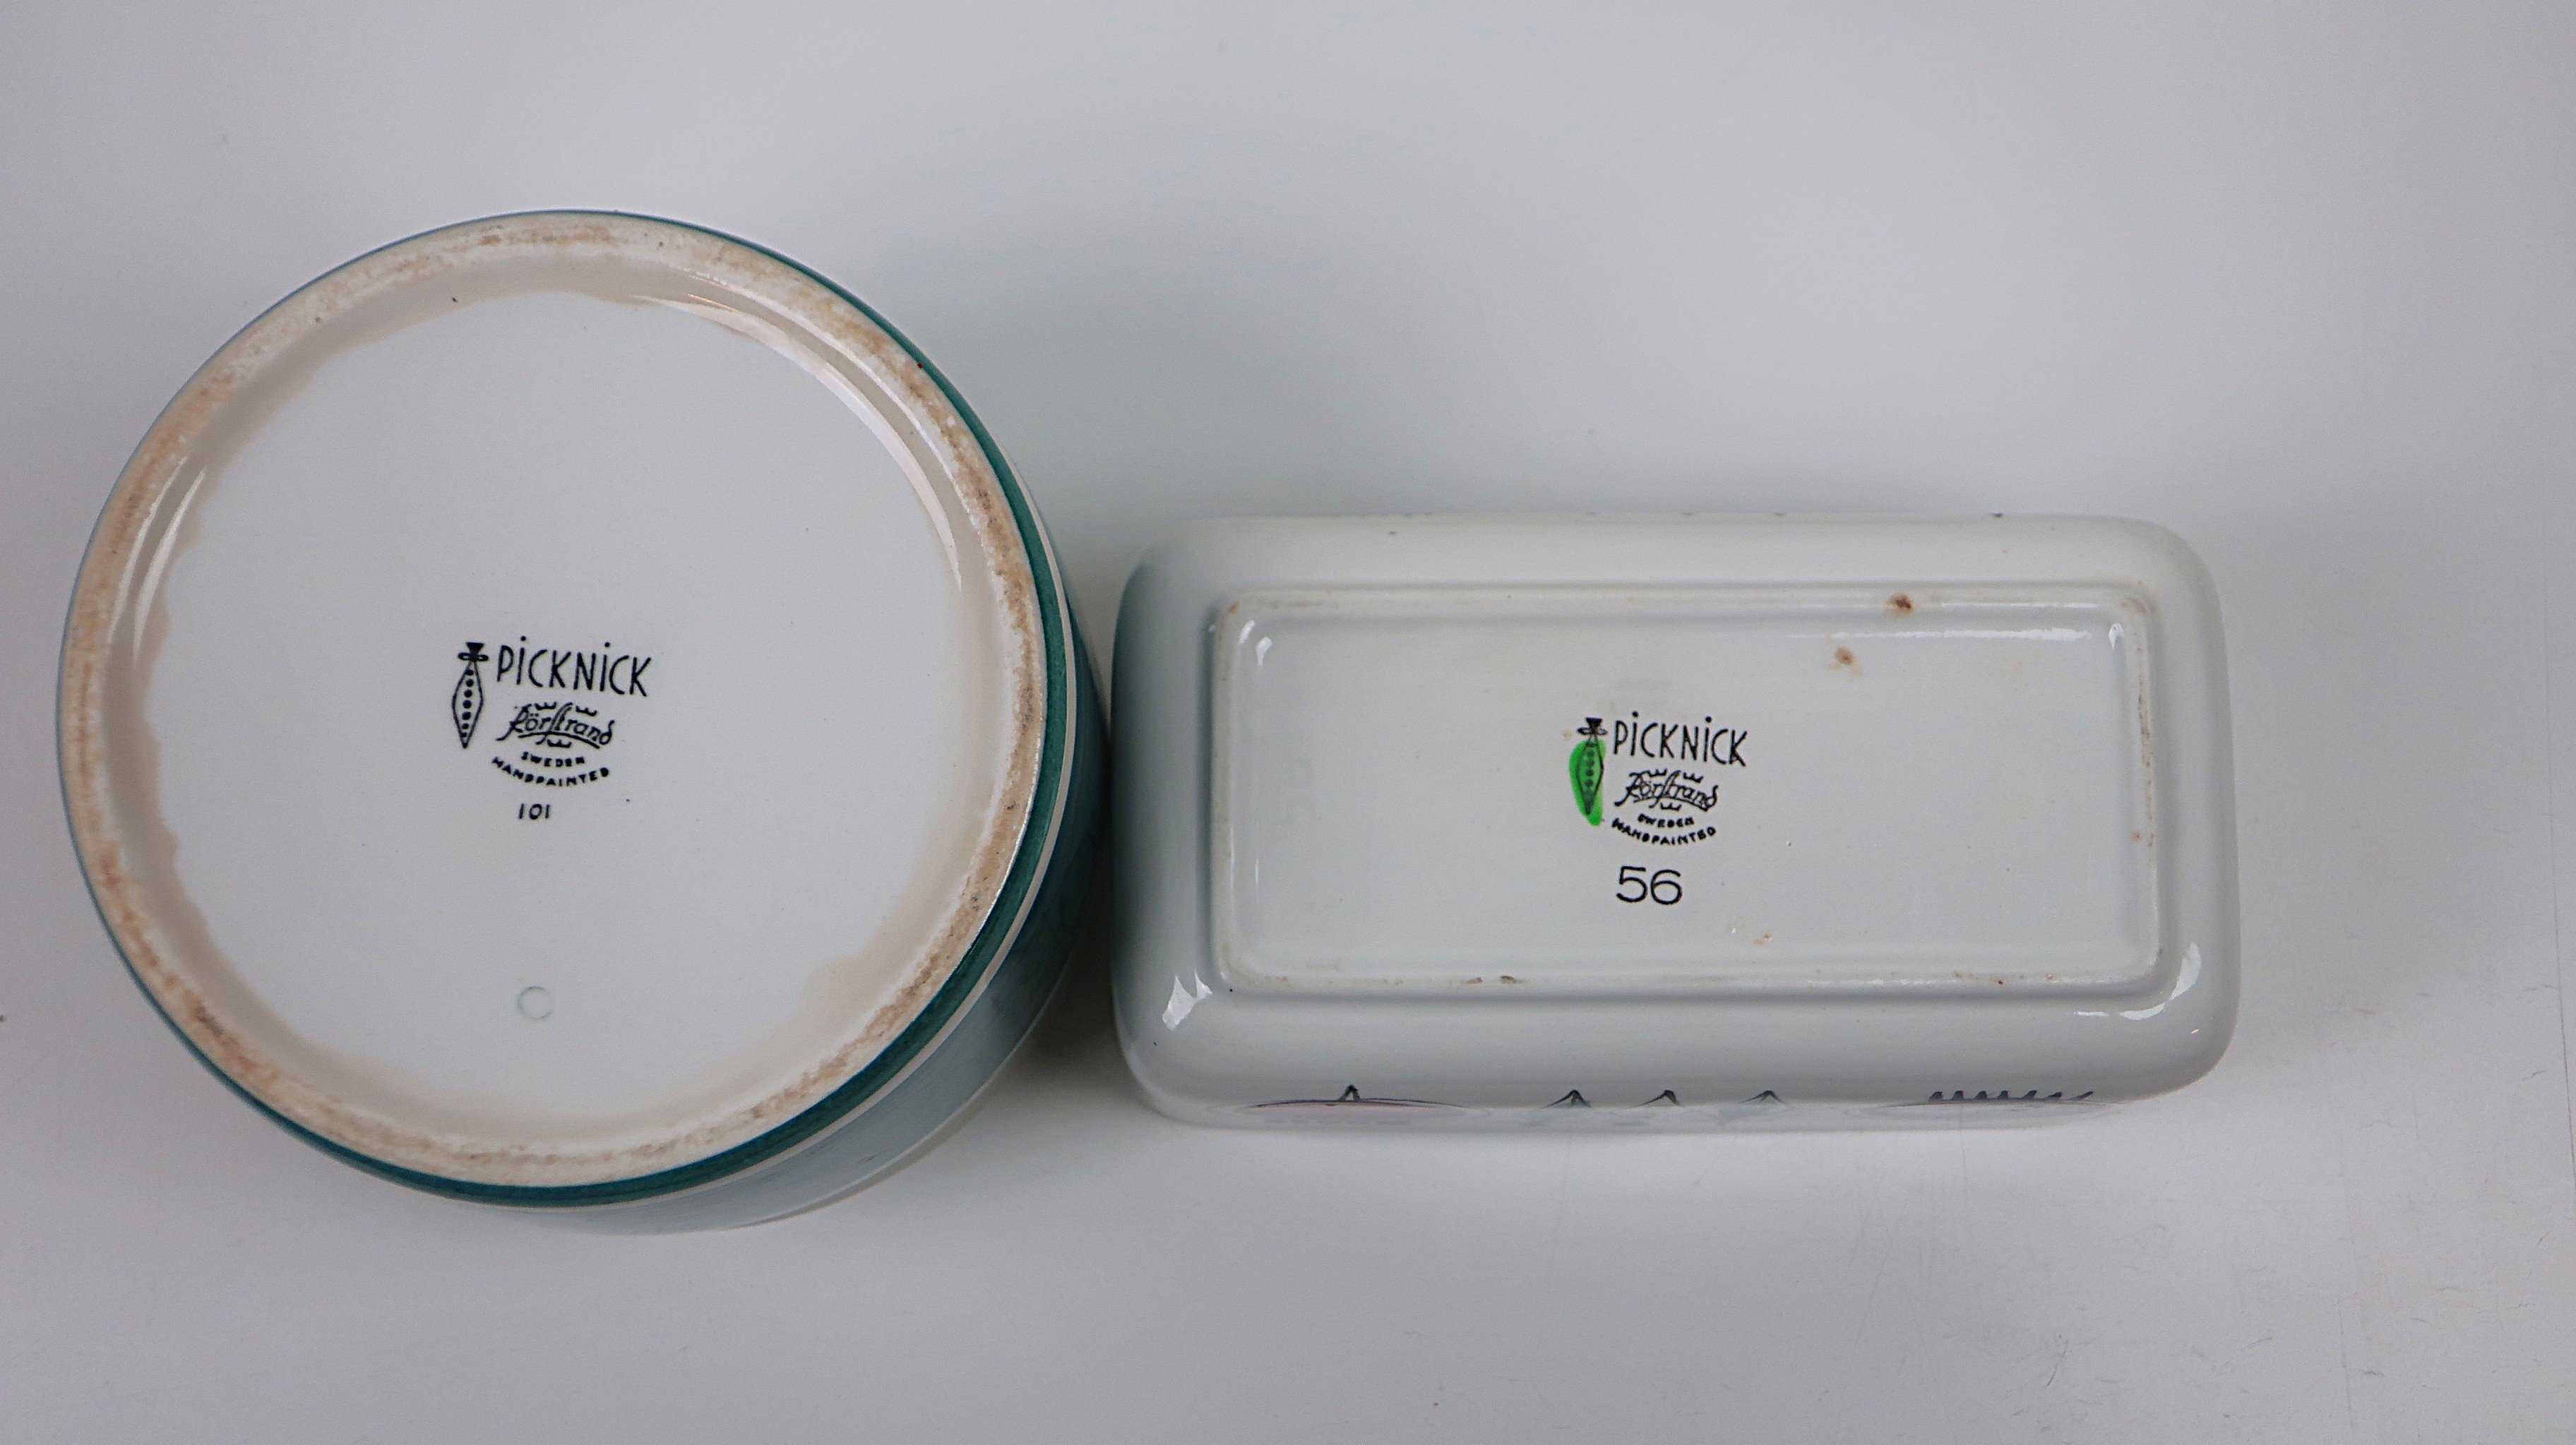 PiCKNiCK
Rörstrand
SWEDEN
HANDPAINTED
101
C
PiCKNiCK
Rörstrand
SWEDEN
HANDPAINTED
56